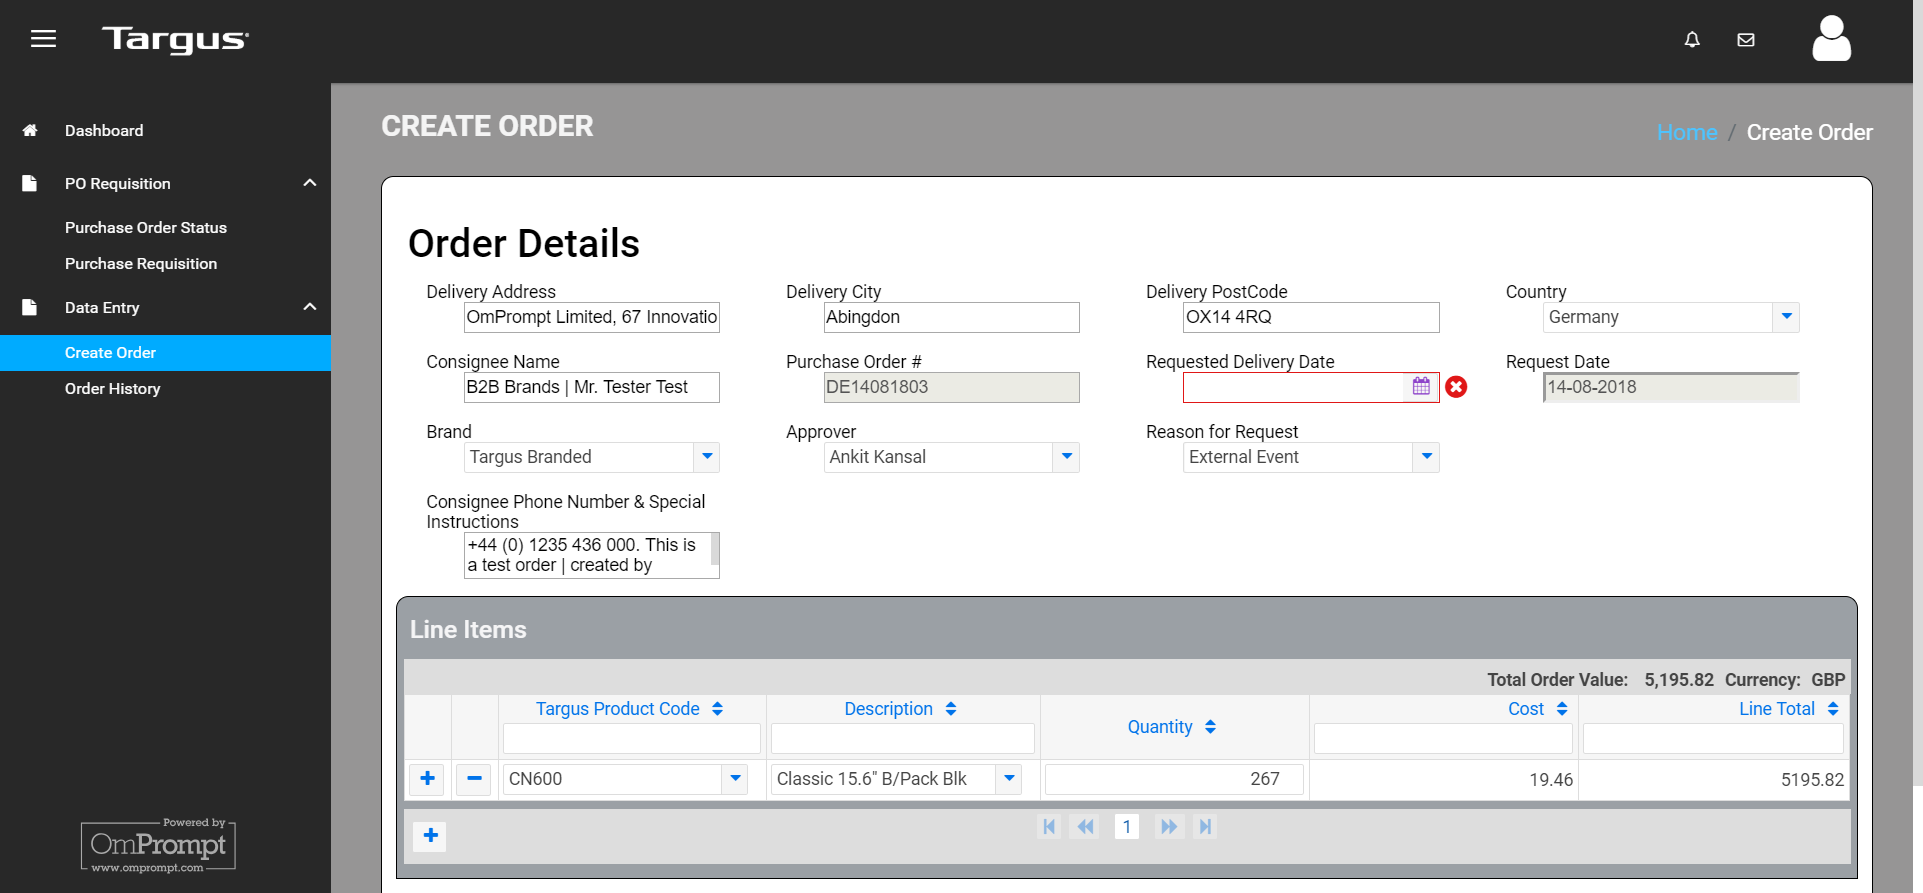 Targus
Dashboard
PO Requisition
Purchase Order Status
Purchase Requisition
Data Entry
Create Order
Order History
Powered by
OmPrompt
www.omprompt.com
CREATE ORDER
Home / Create Order
Order Details
Delivery Address
OmPrompt Limited, 67 Innovatio
Delivery City
Abingdon
Delivery PostCode
OX14 4RQ
Country
Germany
Consignee Name
B2B Brands | Mr. Tester Test
Purchase Order #
DE14081803
Requested Delivery Date
Request Date
14-08-2018
Brand
Targus Branded
Approver
Ankit Kansal
Reason for Request
External Event
Consignee Phone Number & Special
Instructions
+44 (0) 1235 436 000. This is
a test order | created by
Line Items
Total Order Value: 5,195.82 Currency: GBP
Targus Product Code Description Quantity Cost Line Total
CN600 Classic 15.6" B/Pack Blk 267 19.46 5195.82
1